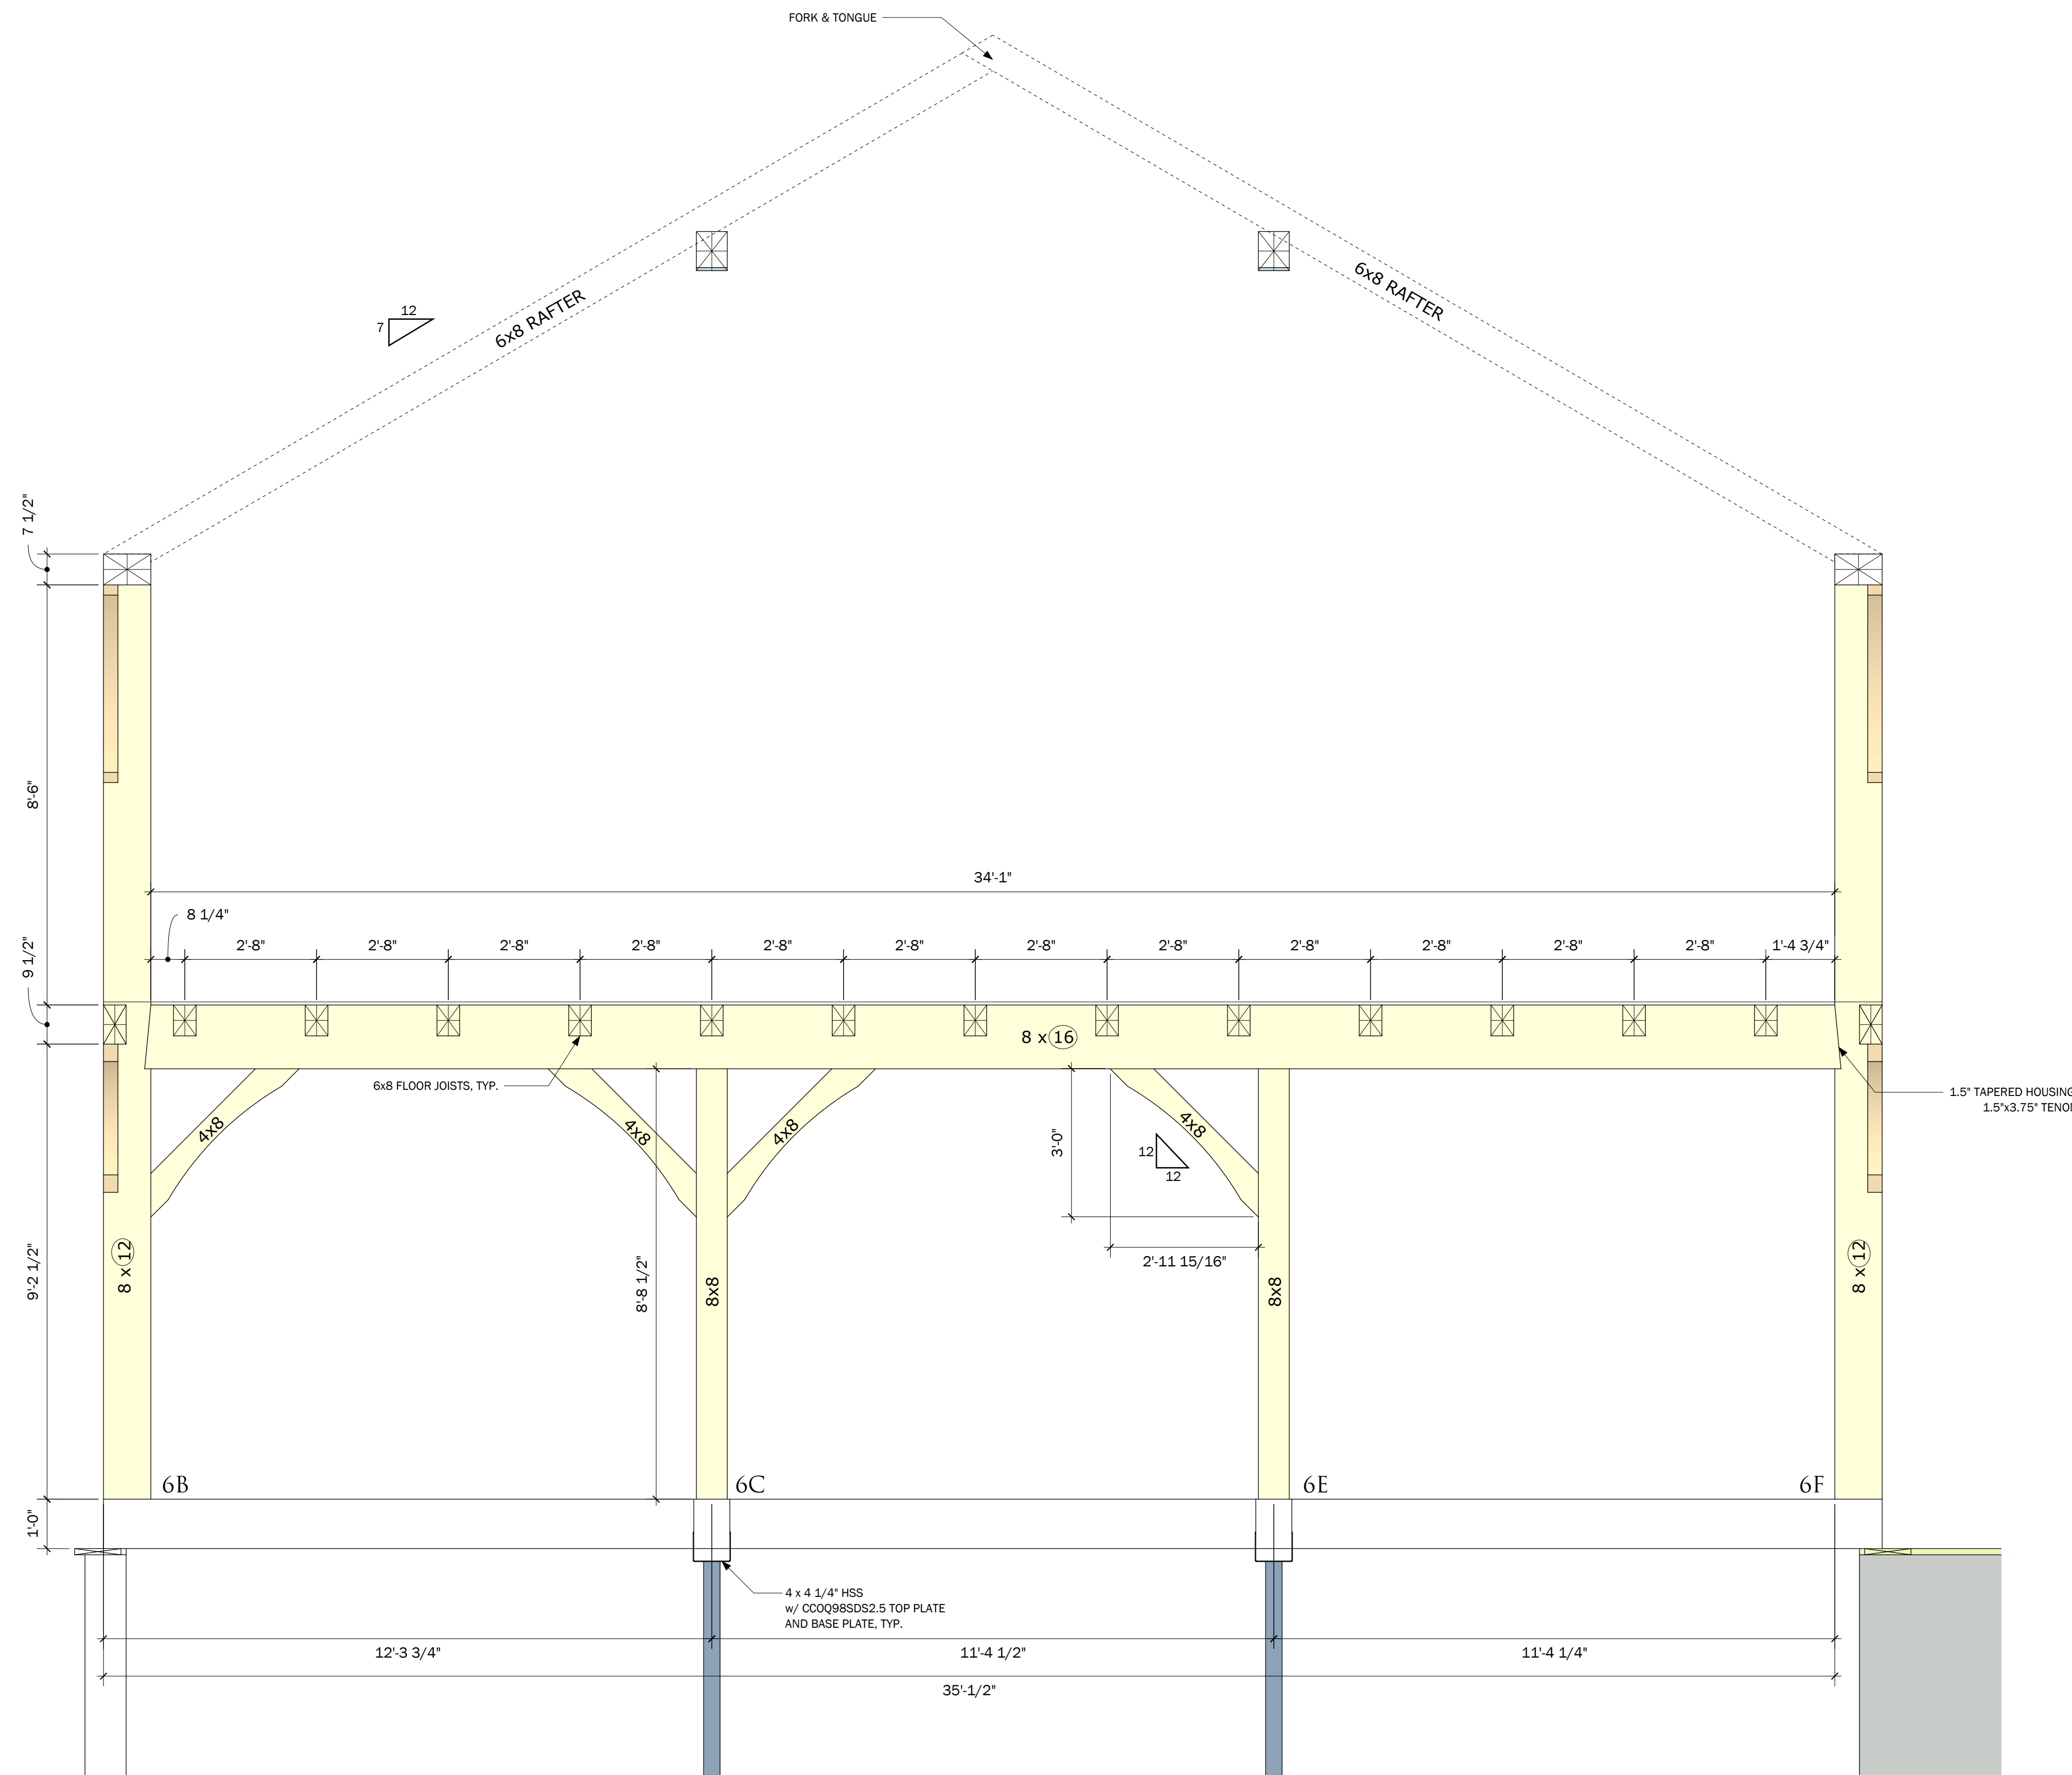 FORK & TONGUE
6x8 RAFTER
6x8 RAFTER
12
7
7 1/2"
8'-6"
34'-1"
8 1/4"
2'-8"
2'-8"
2'-8"
2'-8"
2'-8"
2'-8"
2'-8"
2'-8"
2'-8"
2'-8"
2'-8"
2'-8"
1'-4 3/4"
9 1/2"
8 x 16
6x8 FLOOR JOISTS, TYP.
1.5" TAPERED HOUSING
1.5"x3.75" TENON
4x8
4x8
4x8
4x8
3'-0"
12
12
2'-11 15/16"
9'-2 1/2"
8 x 12
8'-8 1/2"
8x8
8x8
8 x 12
6B
6C
6E
6F
1'-0"
4 x 4 1/4" HSS
w/ CCOQ98SDS2.5 TOP PLATE
AND BASE PLATE, TYP.
12'-3 3/4"
11'-4 1/2"
11'-4 1/4"
35'-1/2"